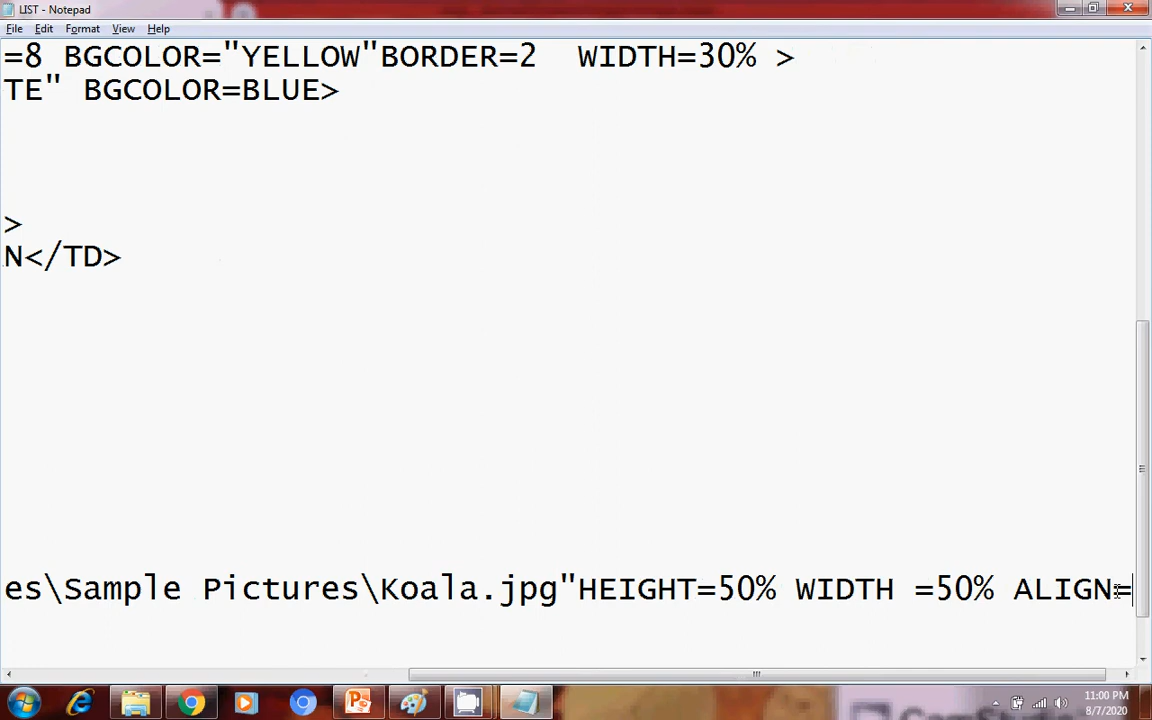 LIST - Notepad
File Edit Format View Help
=8 BGCOLOR="YELLOW"BORDER=2  WIDTH=30% >
TE" BGCOLOR=BLUE>
>
N</TD>
es\Sample Pictures\Koala.jpg"HEIGHT=50% WIDTH =50% ALIGN=
11:00 PM
8/7/2020